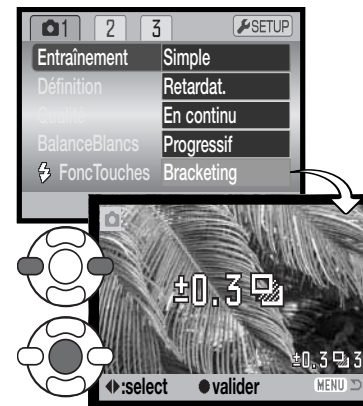 1 2 3 SETUP
Entraînement Simple
Définition Retardat.
Qualité En continu
BalanceBlancs Progressif
FoncTouches Bracketing
±0.3
±0.3 3
:select valider MENU